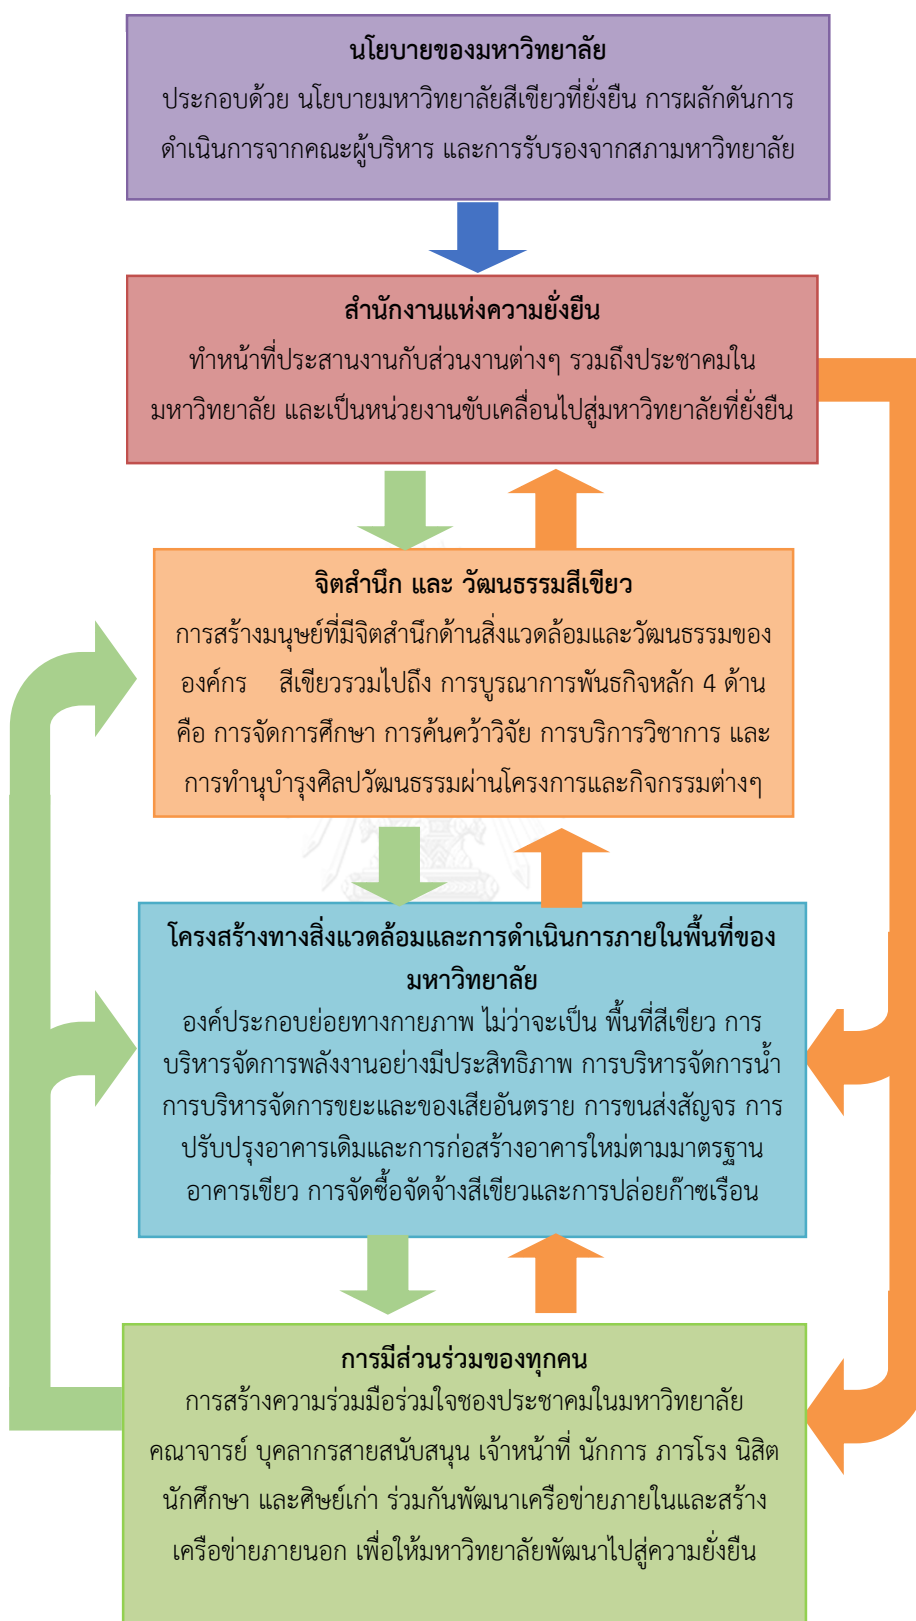 นโยบายของมหาวิทยาลัย
ประกอบด้วย นโยบายมหาวิทยาลัยสีเขียวที่ยั่งยืน การผลักดันการ
ดำเนินการจากคณะผู้บริหาร และการรับรองจากสภามหาวิทยาลัย
สำนักงานแห่งความยั่งยืน
ทำหน้าที่ประสานงานกับส่วนงานต่างๆ รวมถึงประชาคมใน
มหาวิทยาลัย และเป็นหน่วยงานขับเคลื่อนไปสู่มหาวิทยาลัยที่ยั่งยืน
จิตสำนึก และ วัฒนธรรมสีเขียว
การสร้างมนุษย์ที่มีจิตสำนึกด้านสิ่งแวดล้อมและวัฒนธรรมของ
องค์กร สีเขียวรวมไปถึง การบูรณาการพันธกิจหลัก 4 ด้าน
คือ การจัดการศึกษา การค้นคว้าวิจัย การบริการวิชาการ และ
การทำนุบำรุงศิลปวัฒนธรรมผ่านโครงการและกิจกรรมต่างๆ
โครงสร้างทางสิ่งแวดล้อมและการดำเนินการภายในพื้นที่ของ
มหาวิทยาลัย
องค์ประกอบย่อยทางกายภาพ ไม่ว่าจะเป็น พื้นที่สีเขียว การ
บริหารจัดการพลังงานอย่างมีประสิทธิภาพ การบริหารจัดการน้ำ
การบริหารจัดการขยะและของเสียอันตราย การขนส่งสัญจร การ
ปรับปรุงอาคารเดิมและการก่อสร้างอาคารใหม่ตามมาตรฐาน
อาคารเขียว การจัดซื้อจัดจ้างสีเขียวและการปล่อยก๊าซเรือน
การมีส่วนร่วมของทุกคน
การสร้างความร่วมมือร่วมใจชองประชาคมในมหาวิทยาลัย
คณาจารย์ บุคลากรสายสนับสนุน เจ้าหน้าที่ นักการ ภารโรง นิสิต
นักศึกษา และศิษย์เก่า ร่วมกันพัฒนาเครือข่ายภายในและสร้าง
เครือข่ายภายนอก เพื่อให้มหาวิทยาลัยพัฒนาไปสู่ความยั่งยืน